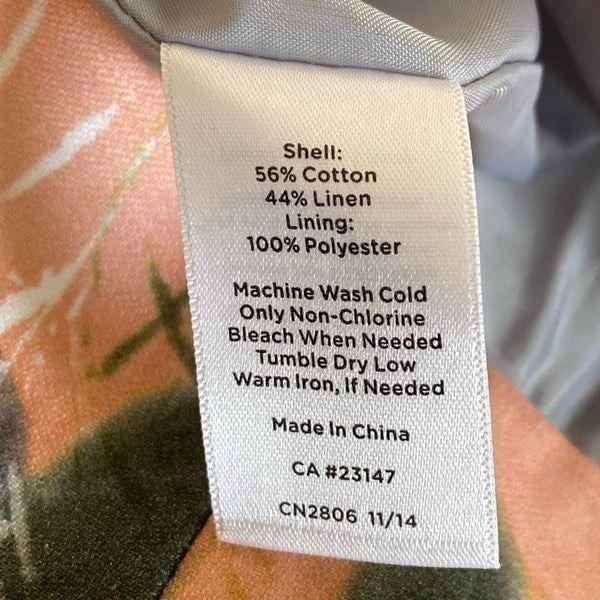 Shell:
56% Cotton
44% Linen
Lining:
100% Polyester
Machine Wash Cold
Only Non-Chlorine
Bleach When Needed
Tumble Dry Low
Warm Iron, If Needed
Made In China
CA #23147
CN2806 11/14